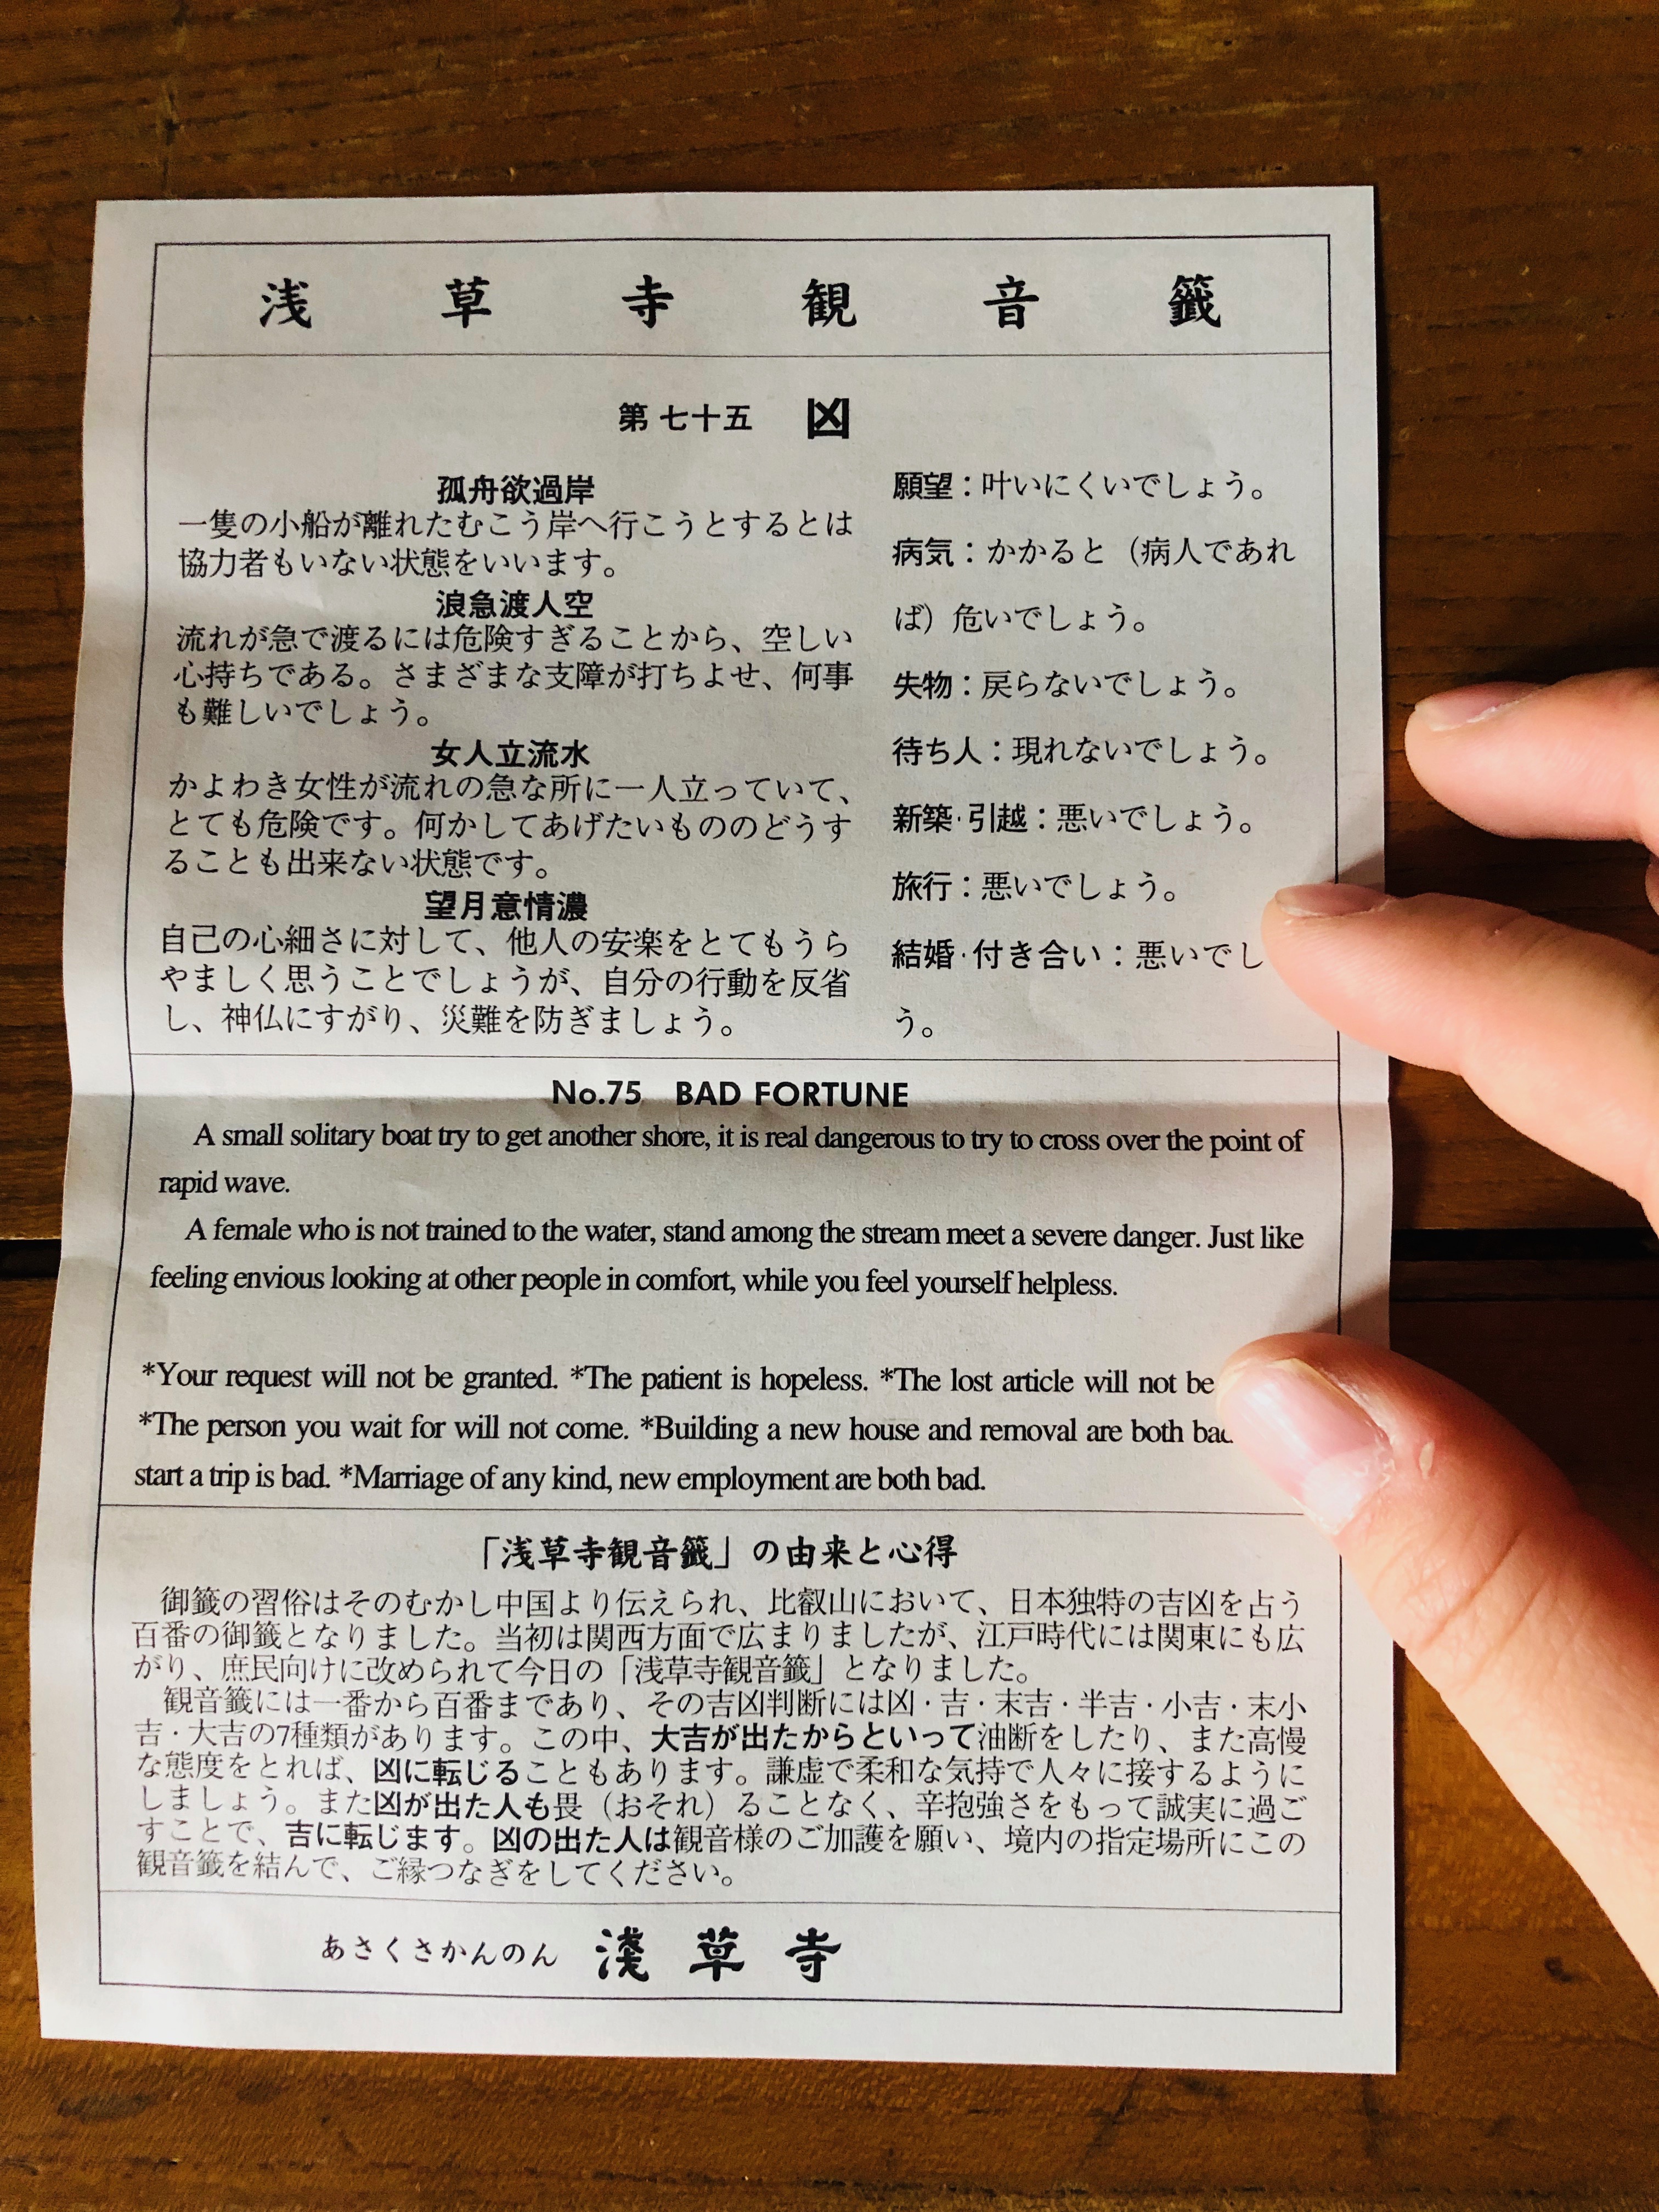 浅草寺観音籤
第七十五 凶
孤舟欲過岸
一隻の小船が離れたむこう岸へ行こうとするとは
協力者もいない状態をいいます。
浪急渡人空
流れが急で渡るには危険すぎることから、空しい
心持ちである。さまざまな支障が打ちよせ、何事
も難しいでしょう。
女人立流水
かよわき女性が流れの急な所に一人立っていて、
とても危険です。何かしてあげたいもののどうす
ることも出来ない状態です。
望月意情濃
自己の心細さに対して、他人の安楽をとてもうら
やましく思うことでしょうが、自分の行動を反省
し、神仏にすがり、災難を防ぎましょう。
願望：叶いにくいでしょう。
病気：かかると（病人であれ
ば）危いでしょう。
失物：戻らないでしょう。
待ち人：現れないでしょう。
新築・引越：悪いでしょう。
旅行：悪いでしょう。
結婚・付き合い：悪いでし
う。
No.75 BAD FORTUNE
A small solitary boat try to get another shore, it is real dangerous to try to cross over the point of
rapid wave.
A female who is not trained to the water, stand among the stream meet a severe danger. Just like
feeling envious looking at other people in comfort, while you feel yourself helpless.
*Your request will not be granted. *The patient is hopeless. *The lost article will not be
*The person you wait for will not come. *Building a new house and removal are both
start a trip is bad. *Marriage of any kind, new employment are both bad.
「浅草寺観音籤」の由来と心得
御籤の習俗はそのむかし中国より伝えられ、比叡山において、日本独特の吉凶を占う
百番の御籤となりました。当初は関西方面で広まりましたが、江戸時代には関東にも広
がり、庶民向けに改められて今日の「浅草寺観音籤」となりました。
観音籤には一番から百番まであり、その吉凶判断には凶・吉・末吉・半吉・小吉・末小
吉・大吉の7種類があります。この中、大吉が出たからといって油断をしたり、また高慢
な態度をとれば、凶に転じることもあります。謙虚で柔和な気持で人々に接するように
しましょう。また凶が出た人も畏（おそれ）ることなく、辛抱強さをもって誠実に過ご
すことで、吉に転じます。凶の出た人は観音様のご加護を願い、境内の指定場所にこの
観音籤を結んで、ご縁つなぎをしてください。
あさくさかんのん 淺草寺